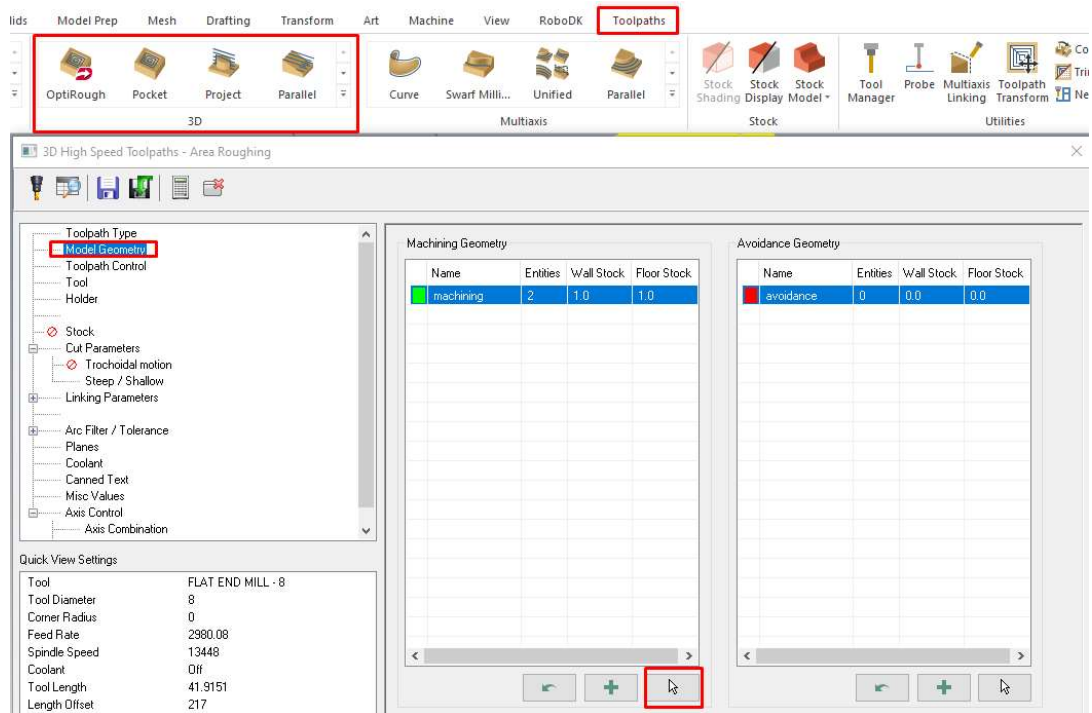 lids Model Prep Mesh Drafting Transform Art Machine View RoboDK Toolpaths
OptiRough Pocket Project Parallel Curve Swarf Milli... Unified Parallel Stock Shading Stock Display Stock Model Tool Manager Probe Multiaxis Linking Toolpath Transform Co
Tri
Ne
3D Multiaxis Stock Utilities
3D High Speed Toolpaths - Area Roughing
Toolpath Type
Model Geometry
Toolpath Control
Tool
Holder
Stock
Cut Parameters
Trochoidal motion
Steep / Shallow
Linking Parameters
Arc Filter / Tolerance
Planes
Coolant
Canned Text
Misc Values
Axis Control
Axis Combination
Quick View Settings
Tool FLAT END MILL - 8
Tool Diameter 8
Corner Radius 0
Feed Rate 2980.08
Spindle Speed 13448
Coolant Off
Tool Length 41.9151
Length Offset 217
Machining Geometry
Name Entities Wall Stock Floor Stock
machining 2 1.0 1.0
Avoidance Geometry
Name Entities Wall Stock Floor Stock
avoidance 0 0.0 0.0